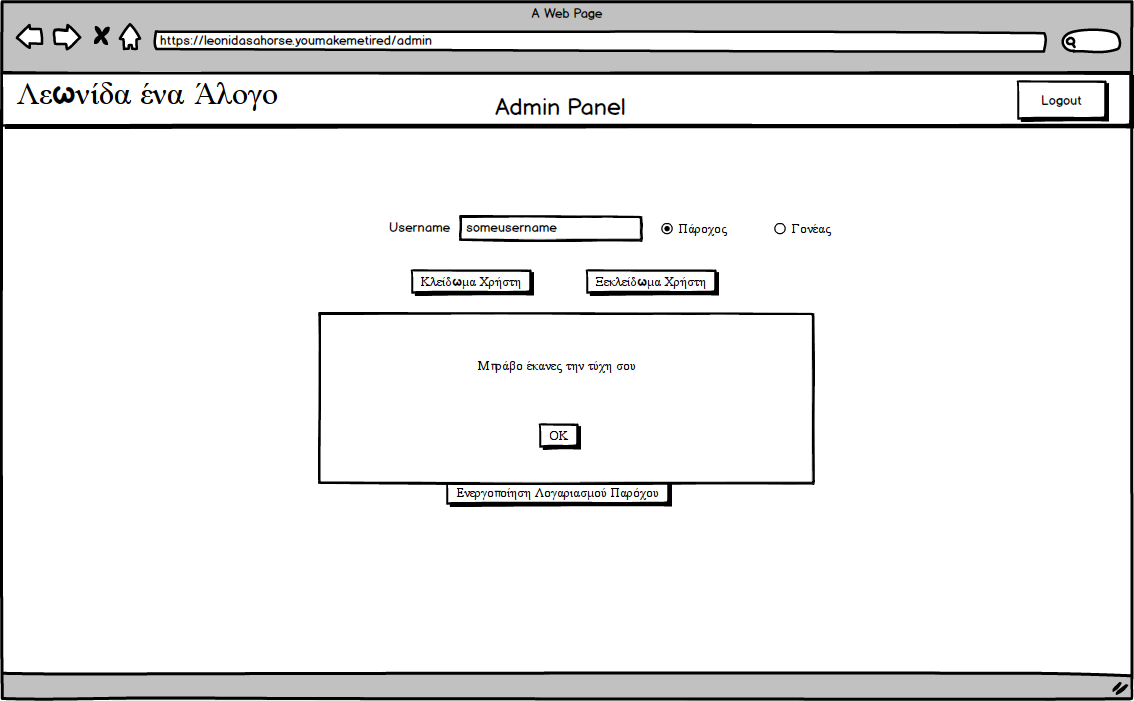 A Web Page
https://leonidasahorse.youmakemetired/admin
Λεωνίδα ένα Άλογο
Admin Panel
Logout
Username someusername Πάροχος Γονέας
Κλείδωμα Χρήστη Ξεκλείδωμα Χρήστη
Μπράβο έκανες την τύχη σου
OK
Ενεργοποίηση Λογαριασμού Παρόχου